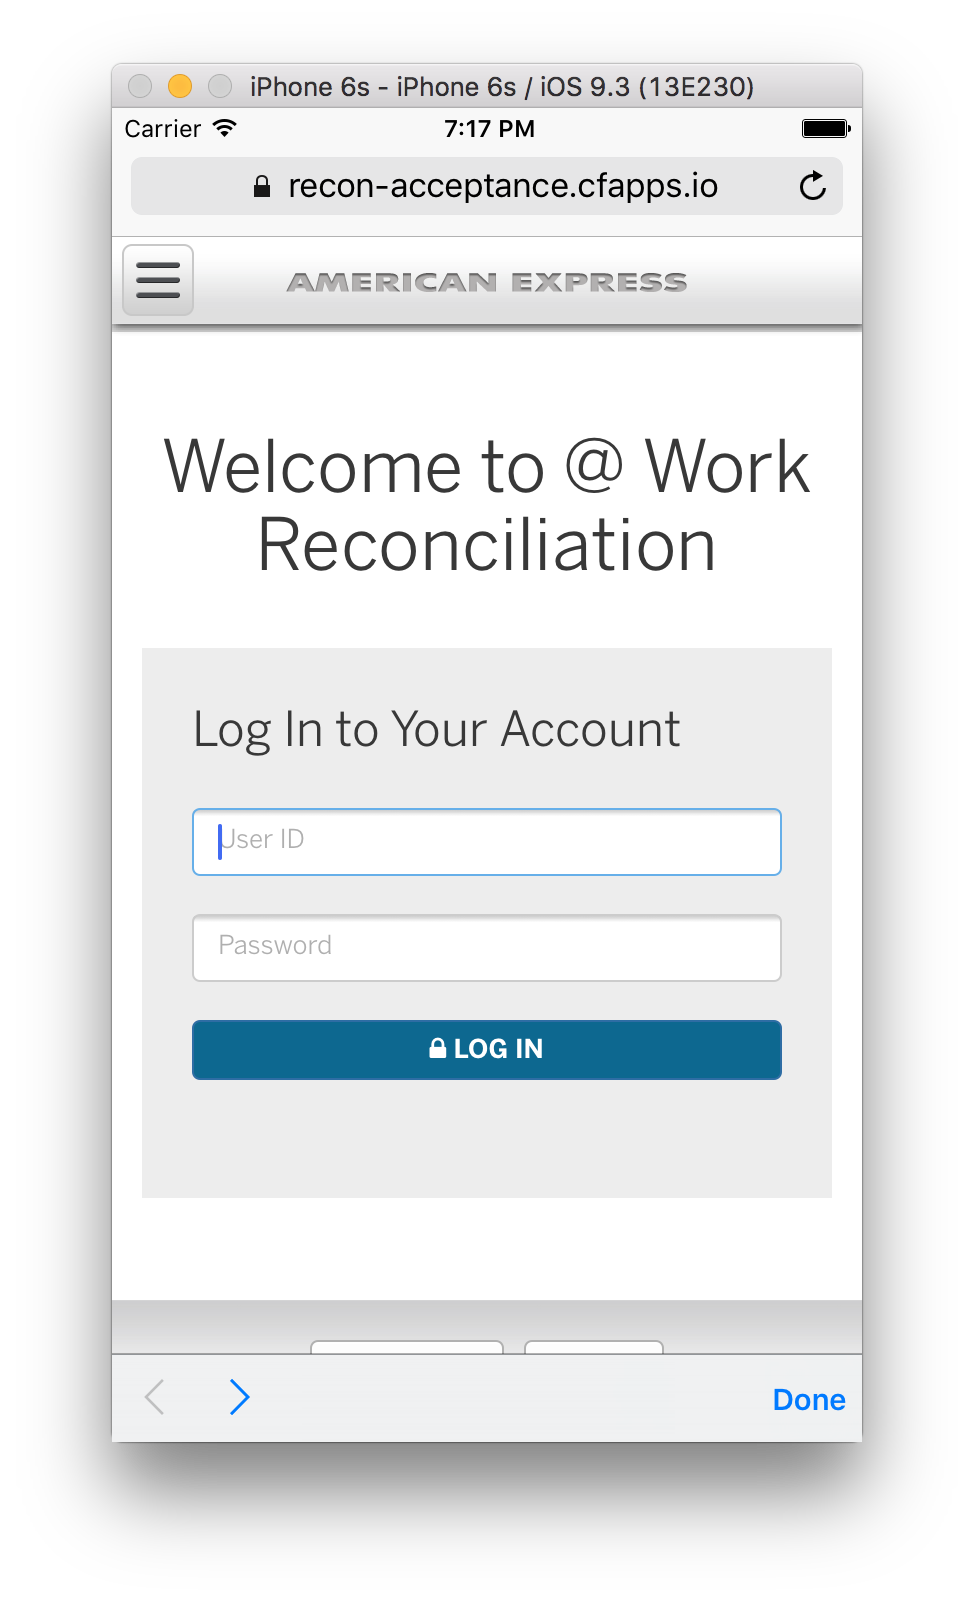 iPhone 6s - iPhone 6s / iOS 9.3 (13E230)
Carrier 7:17 PM
recon-acceptance.cfapps.io
AMERICAN EXPRESS
Welcome to @ Work
Reconciliation
Log In to Your Account
User ID
Password
LOG IN
Done